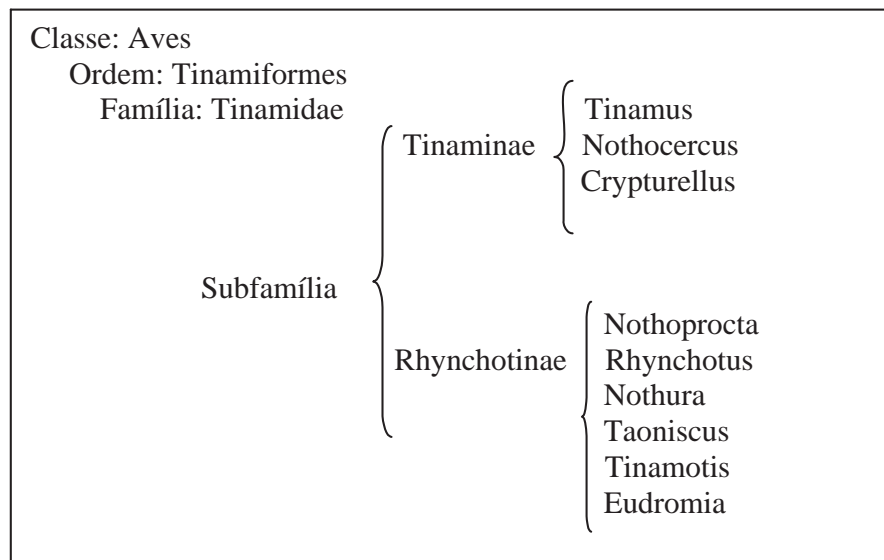 Classe: Aves
Ordem: Tinamiformes
Família: Tinamidae
Subfamília
Tinaminae
Tinamus
Nothocercus
Crypturellus
Rhynchotinae
Nothoprocta
Rhynchotus
Nothura
Taoniscus
Tinamotis
Eudromia